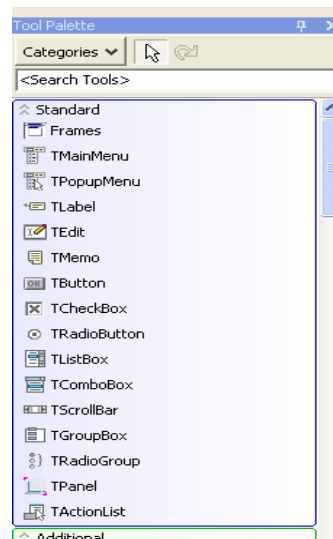 Tool Palette
Categories
<Search Tools>
Standard
Frames
TMainMenu
TPopupMenu
TLabel
TEdit
TMemo
OK TButton
TCheckBox
TRadioButton
TListBox
TComboBox
TScrollBar
TGroupBox
TRadioGroup
TPanel
TActionList
Additional